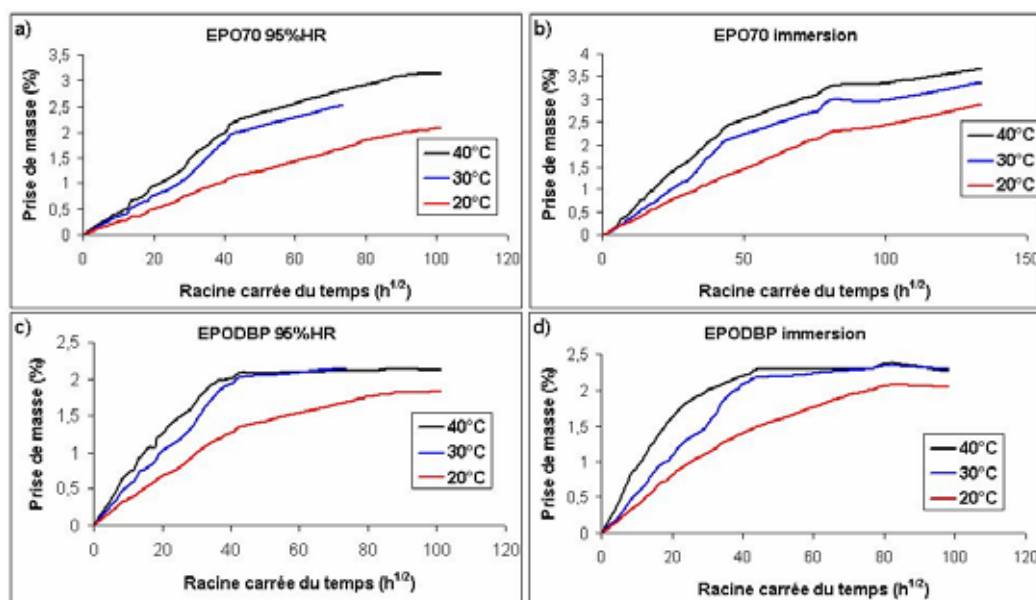 a)
EPO70 95%HR
Prise de masse (%)
3,5
3
2,5
2
1,5
1
0,5
0
0 20 40 60 80 100 120
Racine carrée du temps (h1/2)
40°C
30°C
20°C
b)
EPO70 immersion
Prise de masse (%)
4
3,5
3
2,5
2
1,5
1
0,5
0
0 50 100 150
Racine carrée du temps (h1/2)
40°C
30°C
20°C
c)
EPODBP 95%HR
Prise de masse (%)
2,5
2
1,5
1
0,5
0
0 20 40 60 80 100 120
Racine carrée du temps (h1/2)
40°C
30°C
20°C
d)
EPODBP immersion
Prise de masse (%)
2,5
2
1,5
1
0,5
0
0 20 40 60 80 100 120
Racine carrée du temps (h1/2)
40°C
30°C
20°C